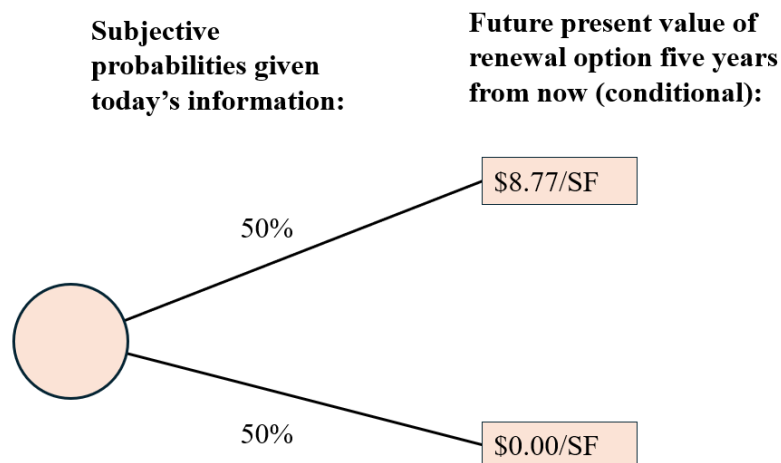 Subjective
probabilities given
today’s information:
Future present value of
renewal option five years
from now (conditional):
$8.77/SF
50%
50%
$0.00/SF